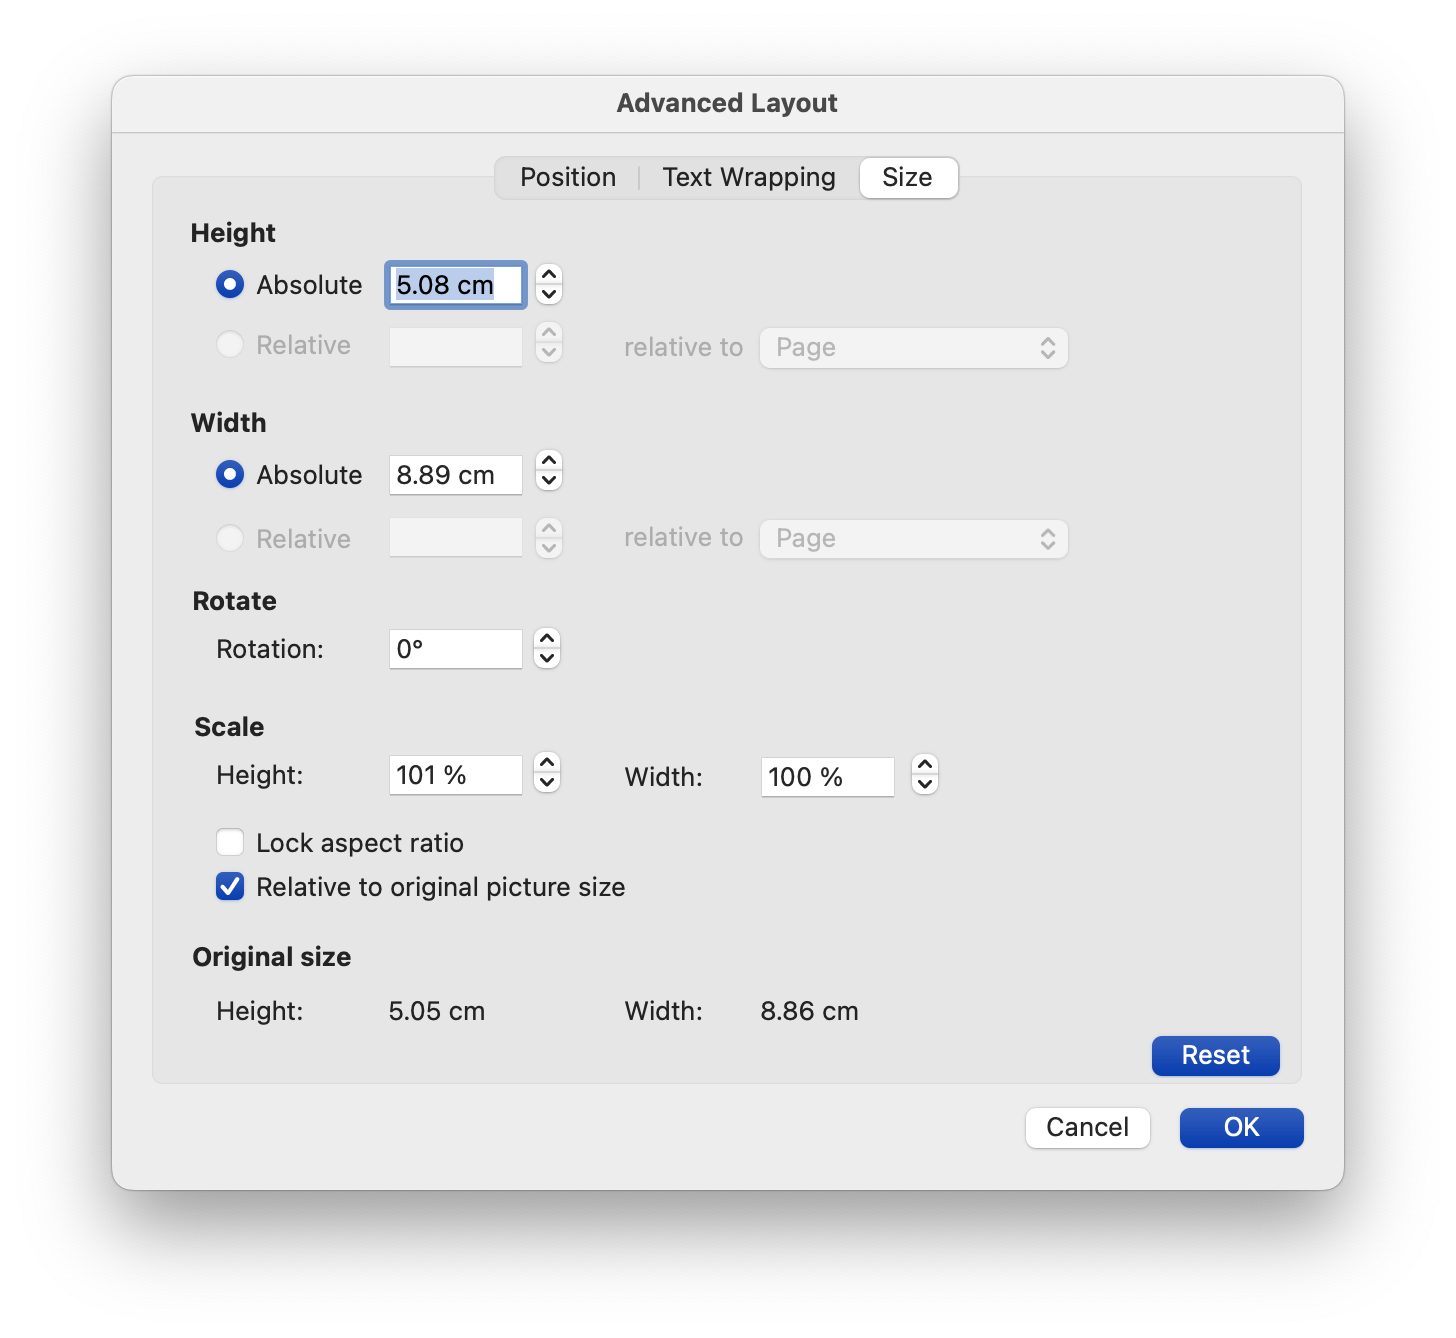 Advanced Layout
Position Text Wrapping Size
Height
Absolute 5.08 cm
Relative relative to Page
Width
Absolute 8.89 cm
Relative relative to Page
Rotate
Rotation: 0°
Scale
Height: 101 % Width: 100 %
Lock aspect ratio
Relative to original picture size
Original size
Height: 5.05 cm Width: 8.86 cm
Reset
Cancel OK